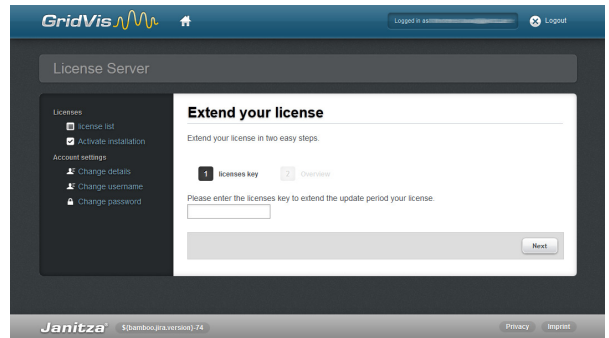 GridVis
Logged in as
Logout
License Server
Licenses
license list
Activate installation
Account settings
Change details
Change username
Change password
Extend your license
Extend your license in two easy steps.
1 licenses key 2 Overview
Please enter the licenses key to extend the update period your license.
Next
Janitza® $(bamboo.jira.version)-74
Privacy Imprint